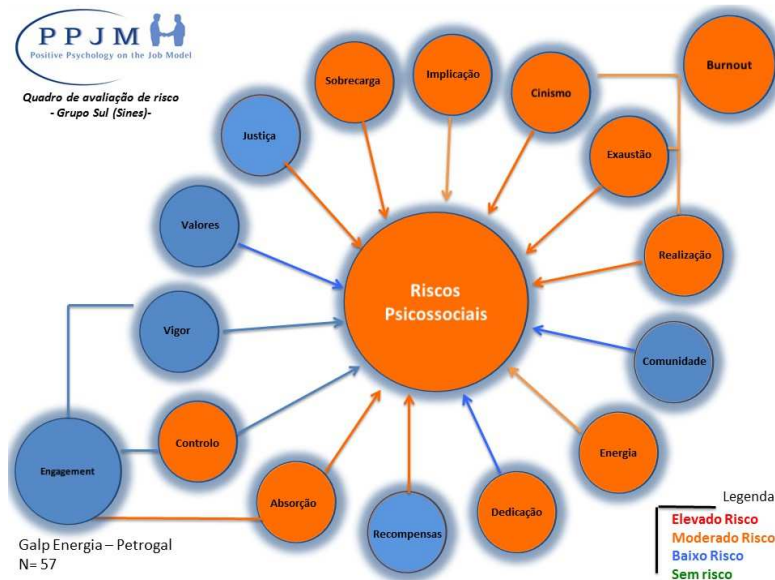 PPJM
Positive Psychology on the Job Model
Quadro de avaliação de risco
- Grupo Sul (Sines)-
Sobrecarga
Implicação
Cinismo
Burnout
Justiça
Exaustão
Valores
Realização
Riscos
Psicossociais
Vigor
Comunidade
Controlo
Energia
Engagement
Absorção
Recompensas
Dedicação
Galp Energia – Petrogal
N= 57
Legenda
Elevado Risco
Moderado Risco
Baixo Risco
Sem risco